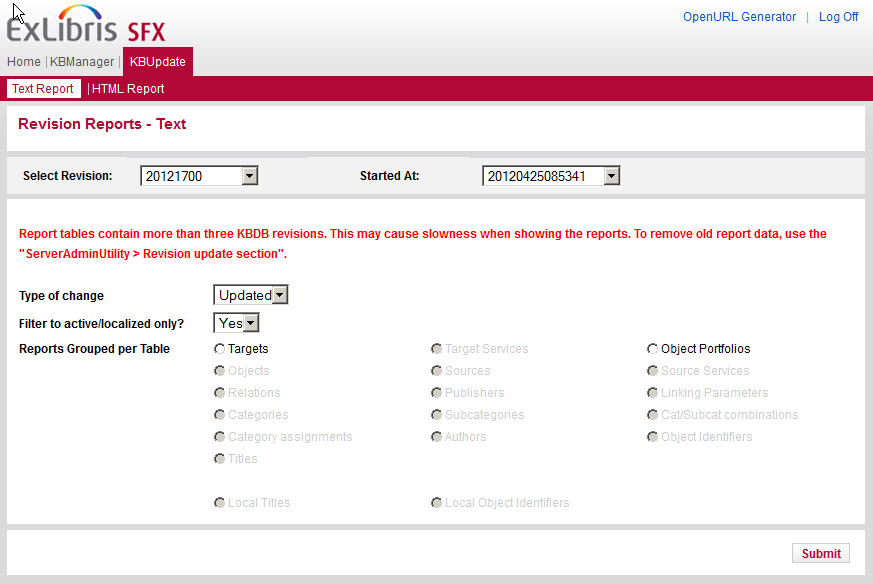 ExLibris SFX
OpenURL Generator | Log Off
Home | KBManager | KBUpdate
Text Report | HTML Report
Revision Reports - Text
Select Revision: 20121700 Started At: 20120425085341
Report tables contain more than three KBDB revisions. This may cause slowness when showing the reports. To remove old report data, use the
"ServerAdminUtility > Revision update section".
Type of change Updated
Filter to active/localized only? Yes
Reports Grouped per Table Targets Target Services Object Portfolios
Objects Sources Source Services
Relations Publishers Linking Parameters
Categories Subcategories Cat/Subcat combinations
Category assignments Authors Object Identifiers
Titles
Local Titles Local Object Identifiers
Submit